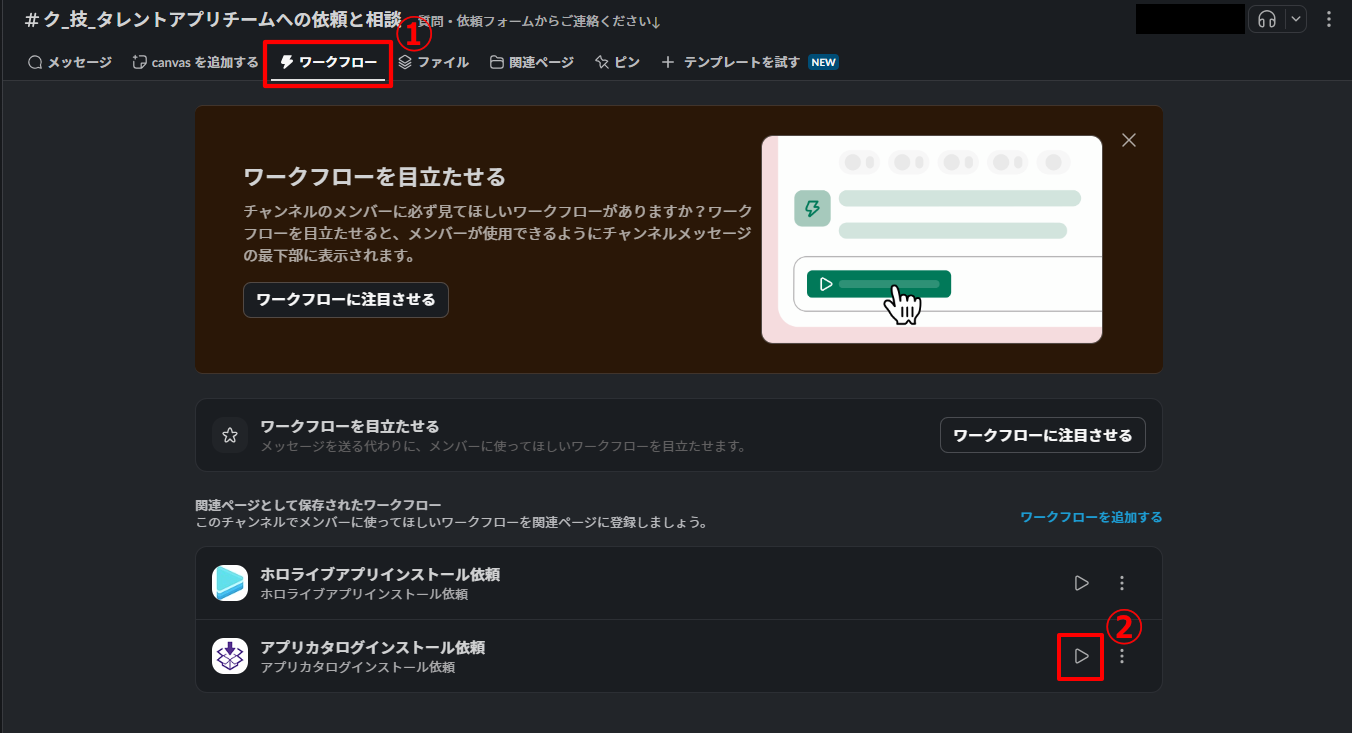 # ク_技_タレントアプリチームへの依頼と相談 質問・依頼フォームからご連絡ください↓
①
メッセージ canvas を追加する ワークフロー ファイル 関連ページ ピン + テンプレートを試す NEW
ワークフローを目立たせる
チャンネルのメンバーに必ず見てほしいワークフローがありますか？ワーク
フローを目立たせると、メンバーが使用できるようにチャンネルメッセージ
の最下部に表示されます。
ワークフローに注目させる
ワークフローを目立たせる
メッセージを送る代わりに、メンバーに使ってほしいワークフローを目立たせます。
ワークフローに注目させる
関連ページとして保存されたワークフロー
このチャンネルでメンバーに使ってほしいワークフローを関連ページに登録しましょう。
ワークフローを追加する
ホロライブアプリインストール依頼
ホロライブアプリインストール依頼
②
アプリカタログインストール依頼
アプリカタログインストール依頼